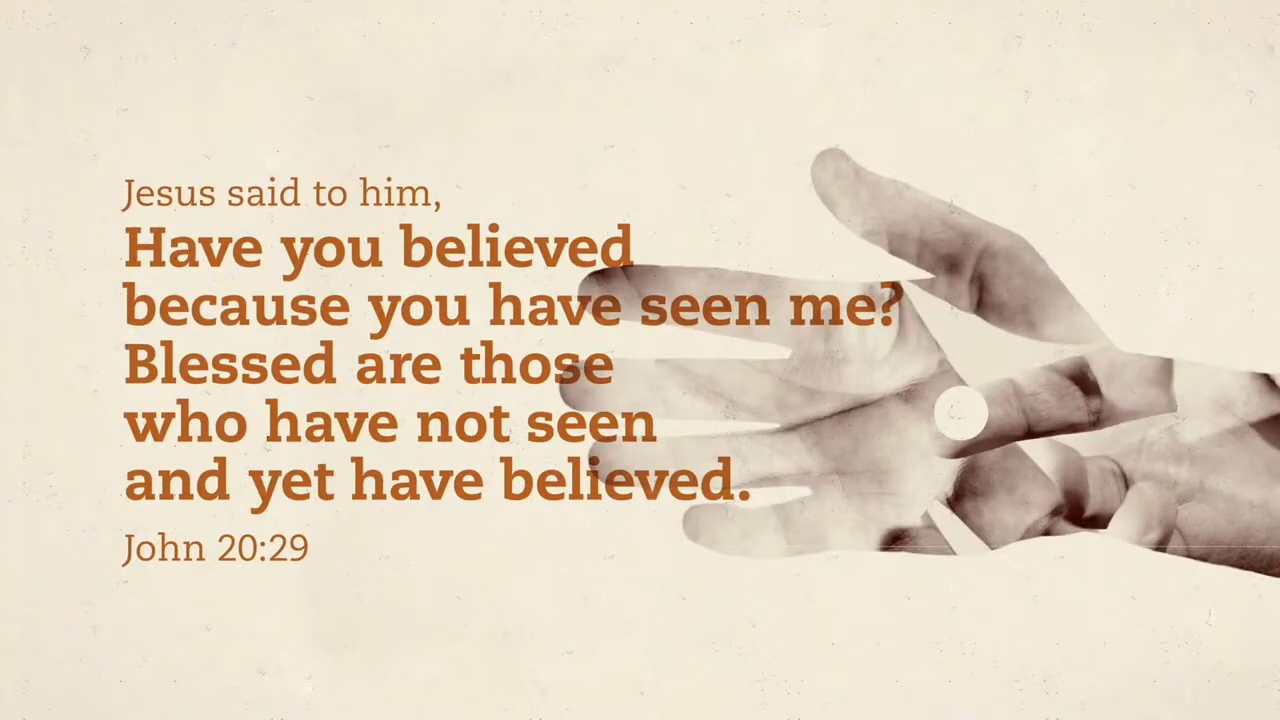 Jesus said to him,
Have you believed
because you have seen me?
Blessed are those
who have not seen
and yet have believed.
John 20:29